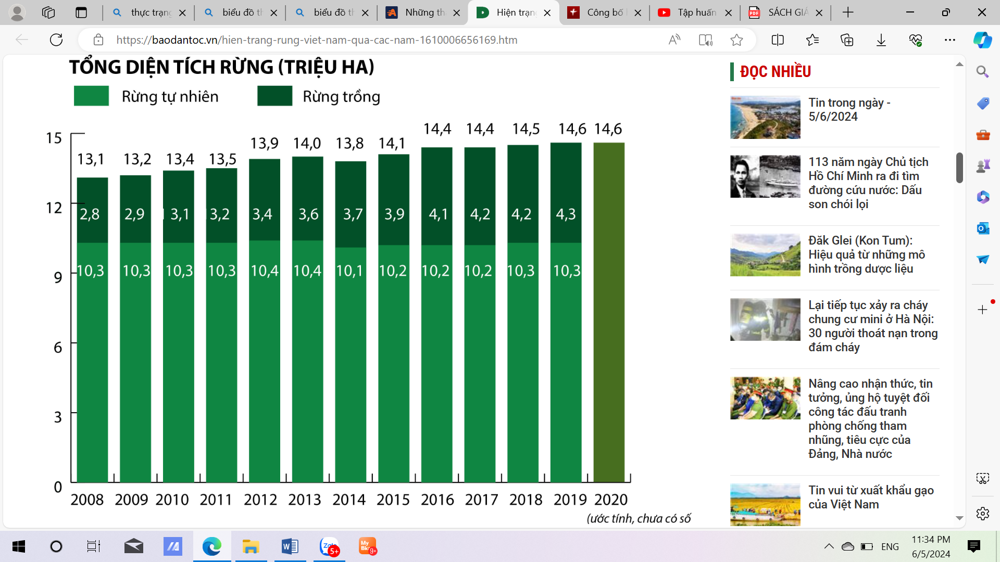 thực trạng
biểu đồ th
biểu đồ th
Những th
Hiện trạng
Công bố
Tập huấn
SÁCH GIÁ
https://baodantoc.vn/hien-trang-rung-viet-nam-qua-cac-nam-1610006656169.htm
TỔNG DIỆN TÍCH RỪNG (TRIỆU HA)
Rừng tự nhiên
Rừng trồng
15
12
9
6
3
0
13,1 13,2 13,4 13,5 13,9 14,0 13,8 14,1 14,4 14,4 14,5 14,6 14,6
2,8 2,9 3,1 3,2 3,4 3,6 3,7 3,9 4,1 4,2 4,2 4,3
10,3 10,3 10,3 10,3 10,4 10,4 10,1 10,2 10,2 10,2 10,3 10,3
2008 2009 2010 2011 2012 2013 2014 2015 2016 2017 2018 2019 2020
(ước tính, chưa có số
ĐỌC NHIỀU
Tin trong ngày -
5/6/2024
113 năm ngày Chủ tịch
Hồ Chí Minh ra đi tìm
đường cứu nước: Dấu
son chói lọi
Đăk Glei (Kon Tum):
Hiệu quả từ những mô
hình trồng dược liệu
Lại tiếp tục xảy ra cháy
chung cư mini ở Hà Nội:
30 người thoát nạn trong
đám cháy
Nâng cao nhận thức, tin
tưởng, ủng hộ tuyệt đối
công tác đấu tranh
phòng chống tham
nhũng, tiêu cực của
Đảng, Nhà nước
Tin vui từ xuất khẩu gạo
của Việt Nam
Zalo
5+
My
Bk
9+
ENG
11:34 PM
6/5/2024